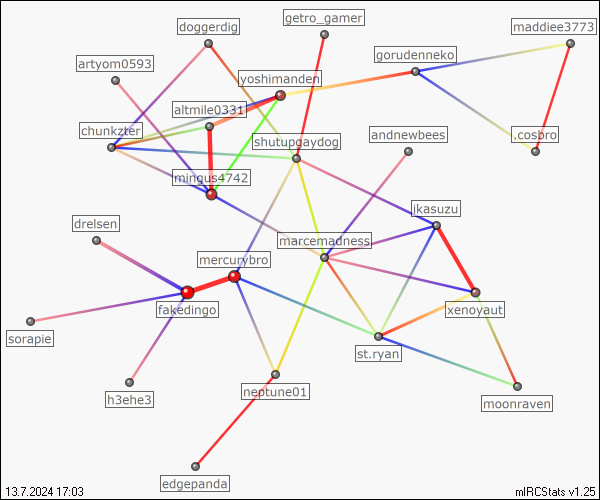 getro_gamer
doggerdig
maddiee3773
gorudenneko
artyom0593
yoshimanden
altmile0331
chunkzter
andnewbees
.cosbro
shutupgaydog
mingus4742
ikasuzu
drelsen
marcemadness
mercurybro
fakedingo
xenoyaut
sorapie
st.ryan
h3ehe3
neptune01
moonraven
edgepanda
13.7.2024 17:03
mIRCStats v1.25